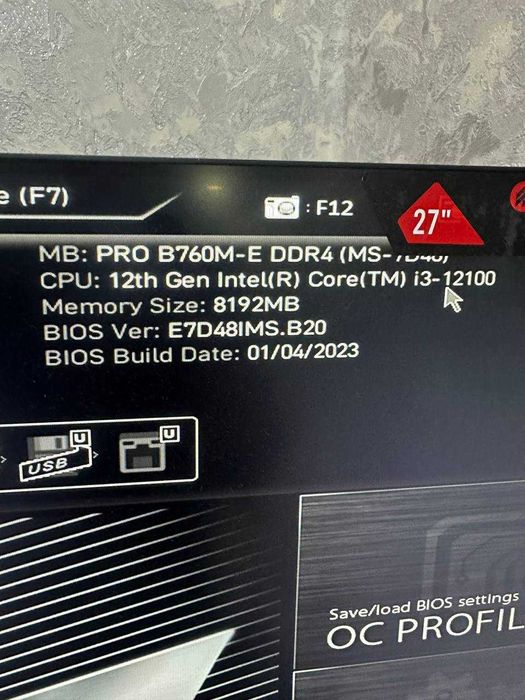 e (F7)
: F12
27"
MB: PRO B760M-E DDR4
CPU: 12th Gen Intel(R) Core(TM) i3-12100
Memory Size: 8192MB
BIOS Ver: E7D48IMS.B20
BIOS Build Date: 01/04/2023
U
U
USB
Save/load BIOS settings
OC PROFIL